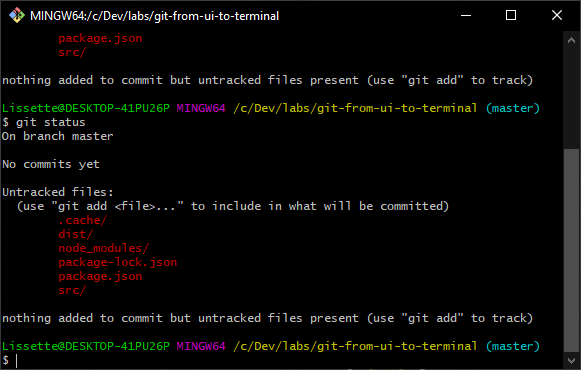 MINGW64:/c/Dev/labs/git-from-ui-to-terminal
package.json
src/
nothing added to commit but untracked files present (use "git add" to track)
Lissette@DESKTOP-41PU26P MINGW64 /c/Dev/labs/git-from-ui-to-terminal (master)
$ git status
On branch master
No commits yet
Untracked files:
(use "git add <file>..." to include in what will be committed)
.cache/
dist/
node_modules/
package-lock.json
package.json
src/
nothing added to commit but untracked files present (use "git add" to track)
Lissette@DESKTOP-41PU26P MINGW64 /c/Dev/labs/git-from-ui-to-terminal (master)
$